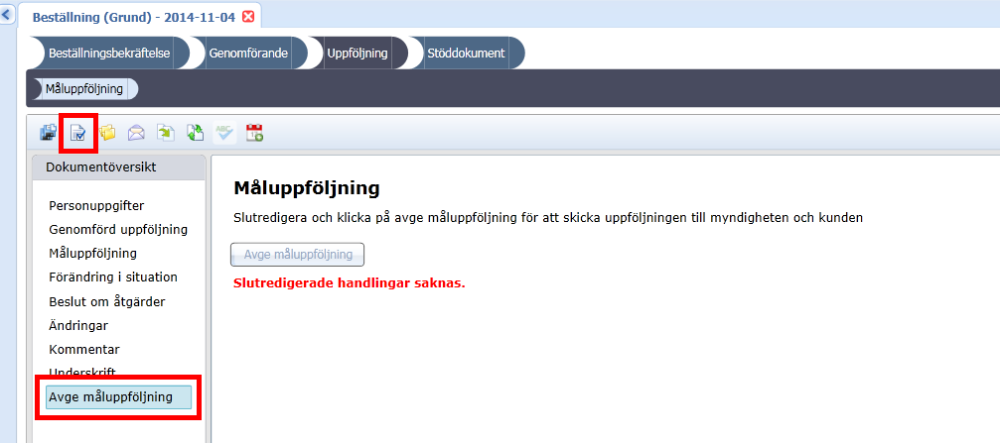 Beställning (Grund) - 2014-11-04
Beställningsbekräftelse Genomförande Uppföljning Stöddokument
Måluppföljning
ABC
Dokumentöversikt
Personuppgifter
Genomförd uppföljning
Måluppföljning
Förändring i situation
Beslut om åtgärder
Ändringar
Kommentar
Underskrift
Avge måluppföljning
Måluppföljning
Slutredigera och klicka på avge måluppföljning för att skicka uppföljningen till myndigheten och kunden
Avge måluppföljning
Slutredigerade handlingar saknas.